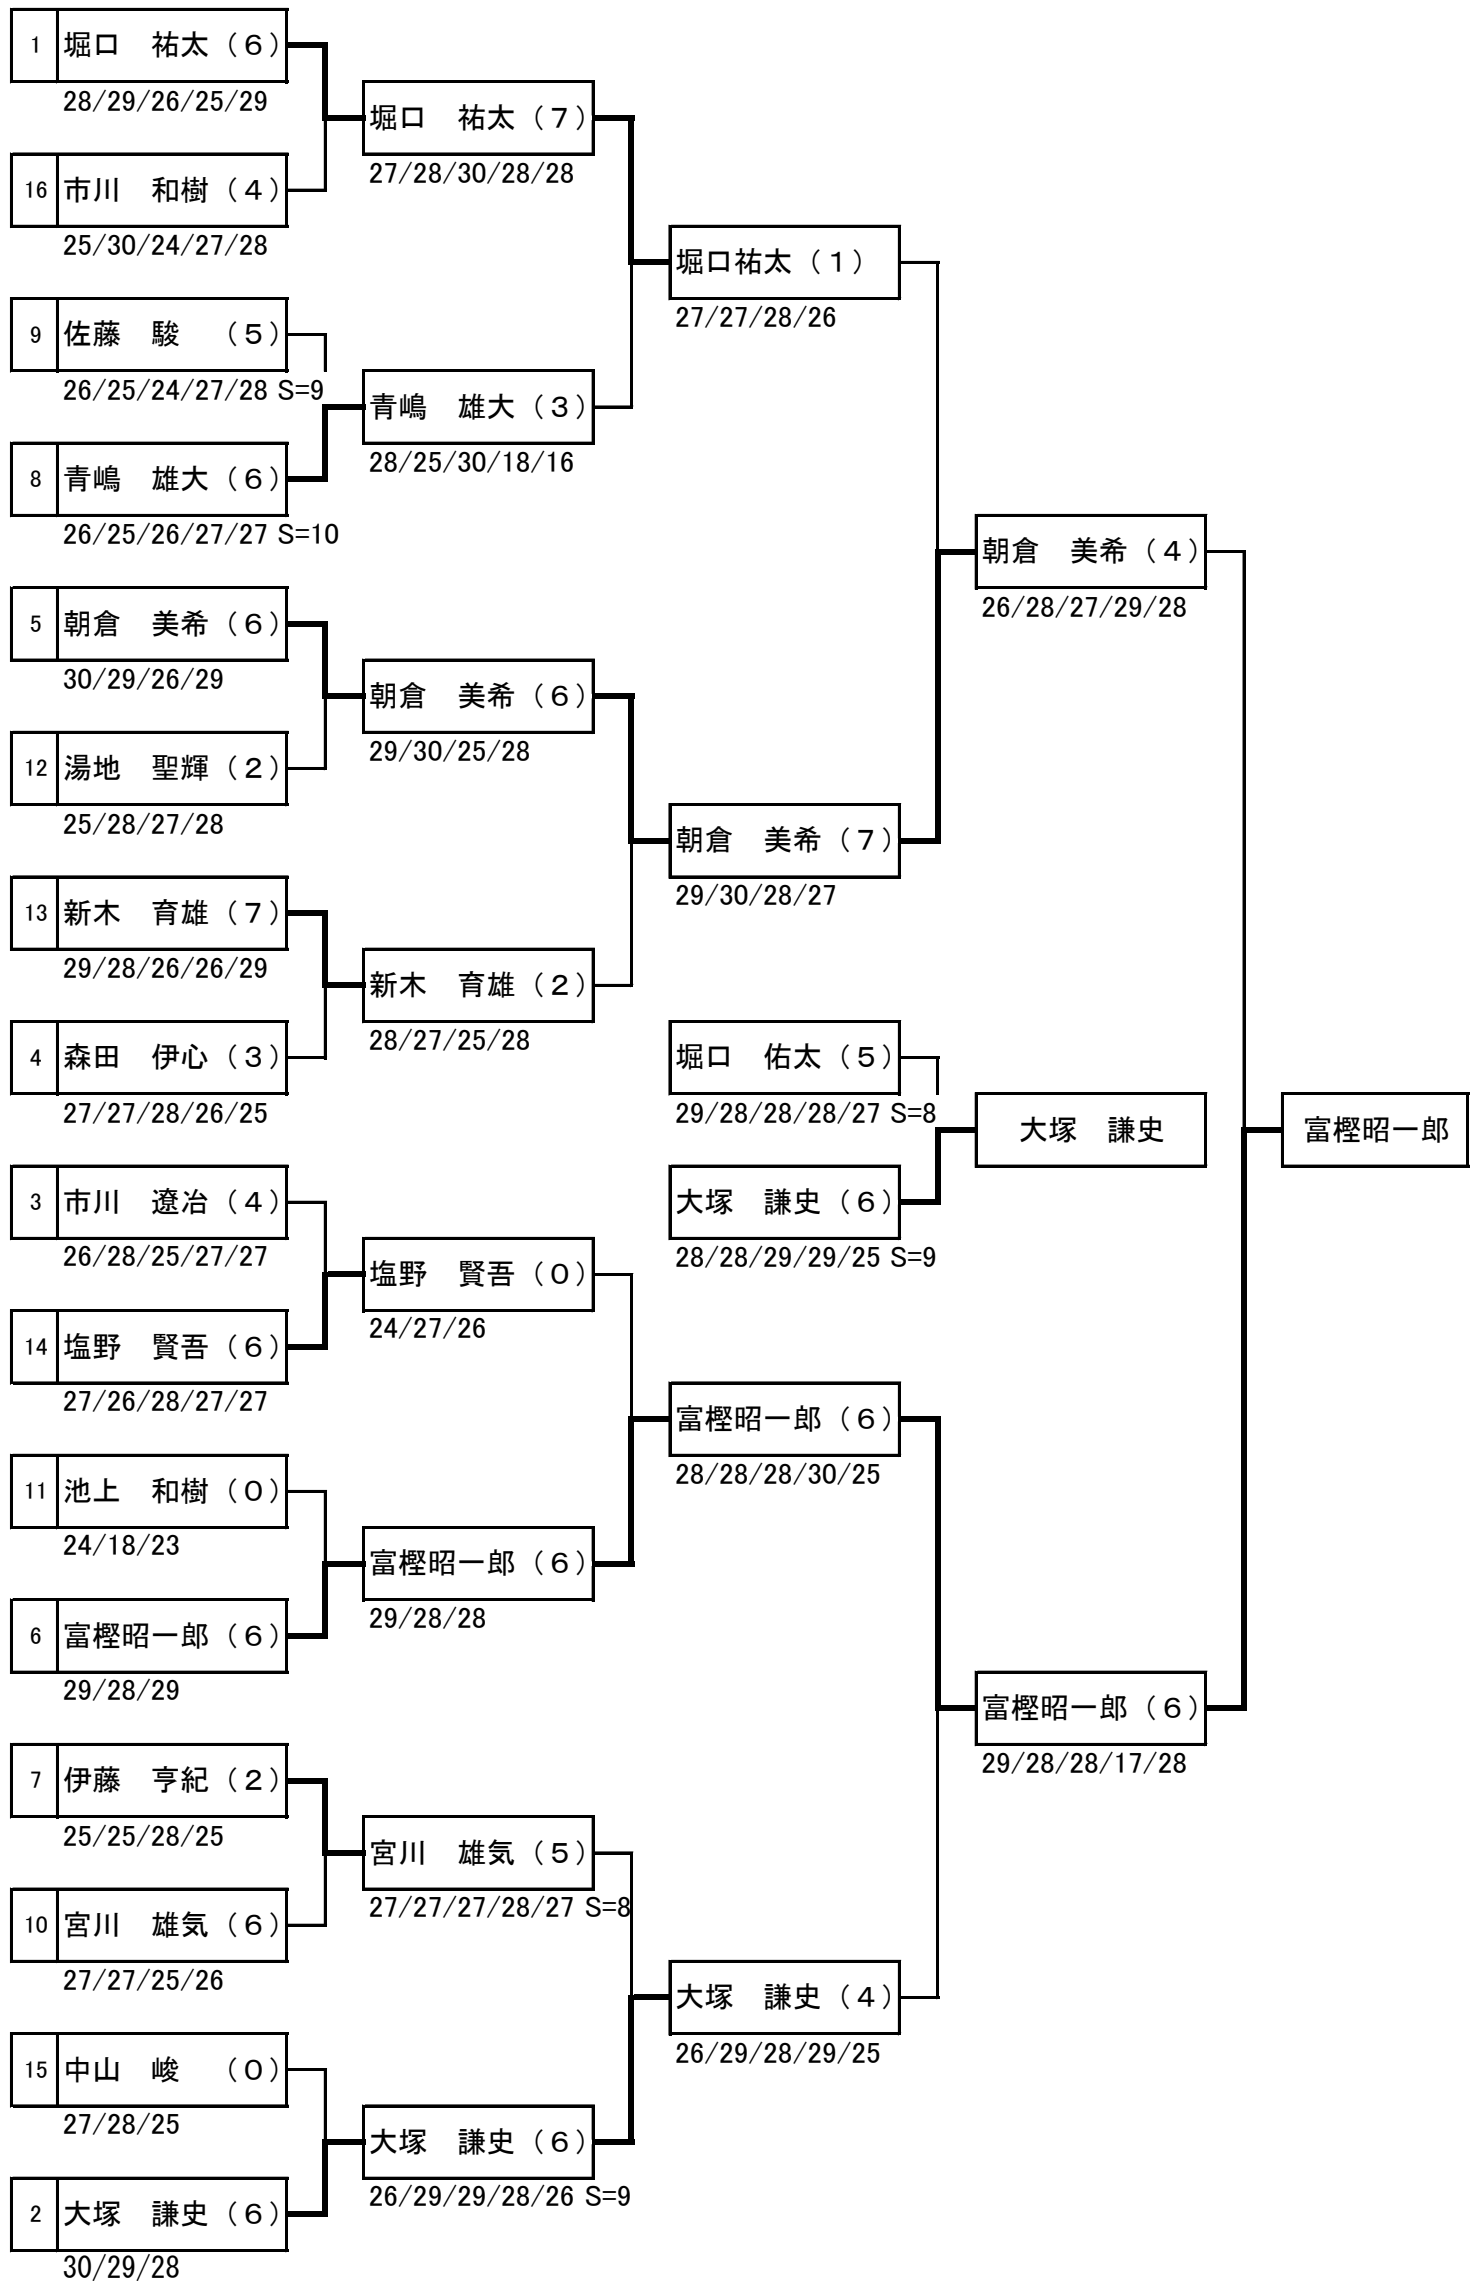 1 堀口　祐太（６）
28/29/26/25/29
16 市川　和樹（４）
25/30/24/27/28
9 佐藤　駿　（５）
26/25/24/27/28 S=9
8 青嶋　雄大（６）
26/25/26/27/27 S=10
5 朝倉　美希（６）
30/29/26/29
12 湯地　聖輝（２）
25/28/27/28
13 新木　育雄（７）
29/28/26/26/29
4 森田　伊心（３）
27/27/28/26/25
3 市川　遼冶（４）
26/28/25/27/27
14 塩野　賢吾（６）
27/26/28/27/27
11 池上　和樹（０）
24/18/23
6 富樫昭一郎（６）
29/28/29
7 伊藤　亨紀（２）
25/25/28/25
10 宮川　雄気（６）
27/27/25/26
15 中山　峻　（０）
27/28/25
2 大塚　謙史（６）
30/29/28
堀口　祐太（７）
27/28/30/28/28
青嶋　雄大（３）
28/25/30/18/16
朝倉　美希（６）
29/30/25/28
新木　育雄（２）
28/27/25/28
塩野　賢吾（０）
24/27/26
富樫昭一郎（６）
29/28/28
宮川　雄気（５）
27/27/27/28/27 S=8
大塚　謙史（６）
26/29/29/28/26 S=9
堀口祐太（１）
27/27/28/26
朝倉　美希（７）
29/30/28/27
堀口　佑太（５）
29/28/28/28/27 S=8
大塚　謙史（６）
28/28/29/29/25 S=9
富樫昭一郎（６）
28/28/28/30/25
大塚　謙史（４）
26/29/28/29/25
朝倉　美希（４）
26/28/27/29/28
大塚　謙史
富樫昭一郎（６）
29/28/28/17/28
富樫昭一郎